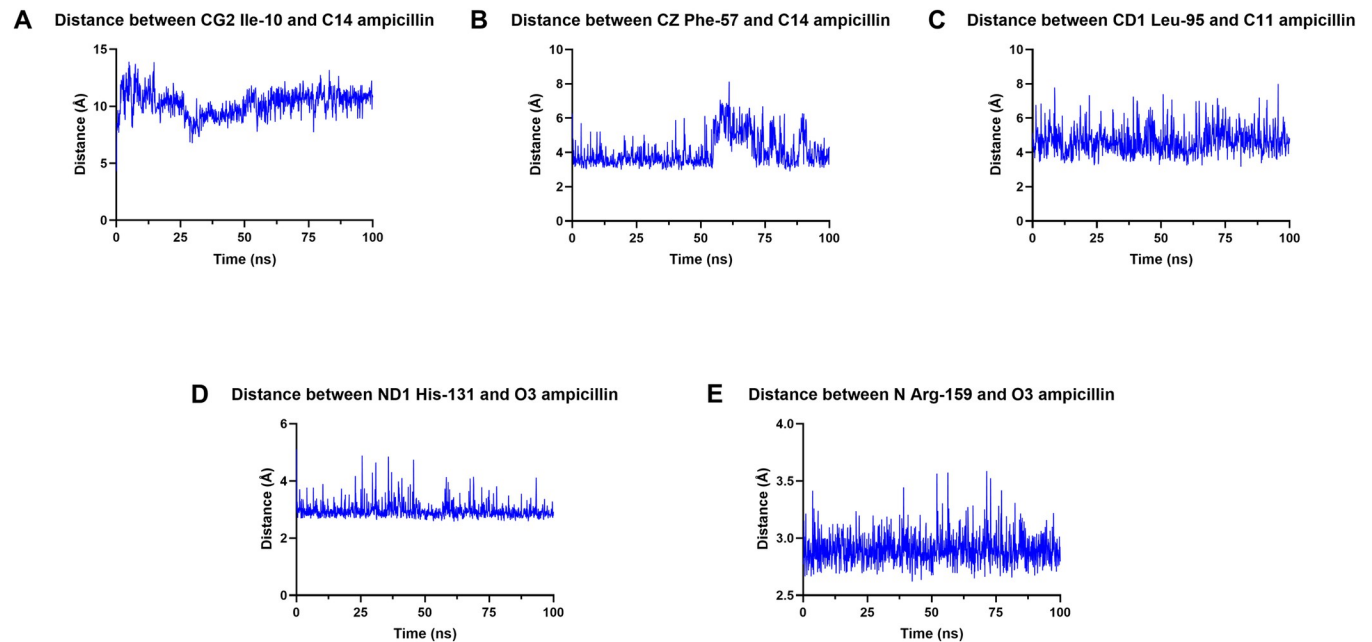 A Distance between CG2 Ile-10 and C14 ampicillin
15
10
5
0
Distance (Å)
0 25 50 75 100
Time (ns)
B Distance between CZ Phe-57 and C14 ampicillin
10
8
6
4
2
0
Distance (Å)
0 25 50 75 100
Time (ns)
C Distance between CD1 Leu-95 and C11 ampicillin
10
8
6
4
2
0
Distance (Å)
0 25 50 75 100
Time (ns)
D Distance between ND1 His-131 and O3 ampicillin
6
4
2
0
Distance (Å)
0 25 50 75 100
Time (ns)
E Distance between N Arg-159 and O3 ampicillin
4.0
3.5
3.0
2.5
Distance (Å)
0 25 50 75 100
Time (ns)